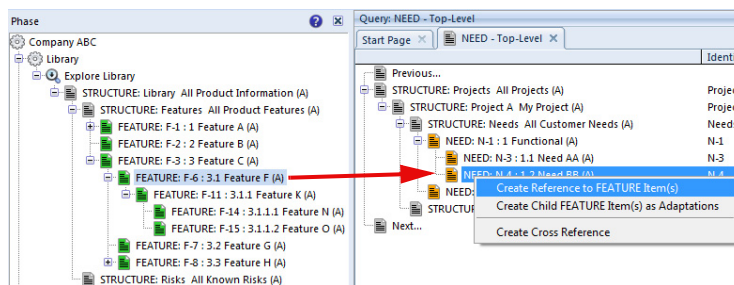 Phase
Company ABC
Library
Explore Library
STRUCTURE: Library All Product Information (A)
STRUCTURE: Features All Product Features (A)
FEATURE: F-1 : 1 Feature A (A)
FEATURE: F-2 : 2 Feature B (A)
FEATURE: F-3 : 3 Feature C (A)
FEATURE: F-6 : 3.1 Feature F (A)
FEATURE: F-11 : 3.1.1 Feature K (A)
FEATURE: F-14 : 3.1.1.1 Feature N (A)
FEATURE: F-15 : 3.1.1.2 Feature O (A)
FEATURE: F-7 : 3.2 Feature G (A)
FEATURE: F-8 : 3.3 Feature H (A)
STRUCTURE: Risks All Known Risks (A)
Query: NEED - Top-Level
Start Page NEED - Top-Level
Identi
Previous...
STRUCTURE: Projects All Projects (A) Projec
STRUCTURE: Project A My Project (A) Projec
STRUCTURE: Needs All Customer Needs (A) Needs
NEED: N-1 : 1 Functional (A) N-1
NEED: N-3 : 1.1 Need AA (A) N-3
NEED: N-4 : 1.2 Need BB (A) N-4
NEED:
STRUCTUR
Next...
Create Reference to FEATURE Item(s)
Create Child FEATURE Item(s) as Adaptations
Create Cross Reference